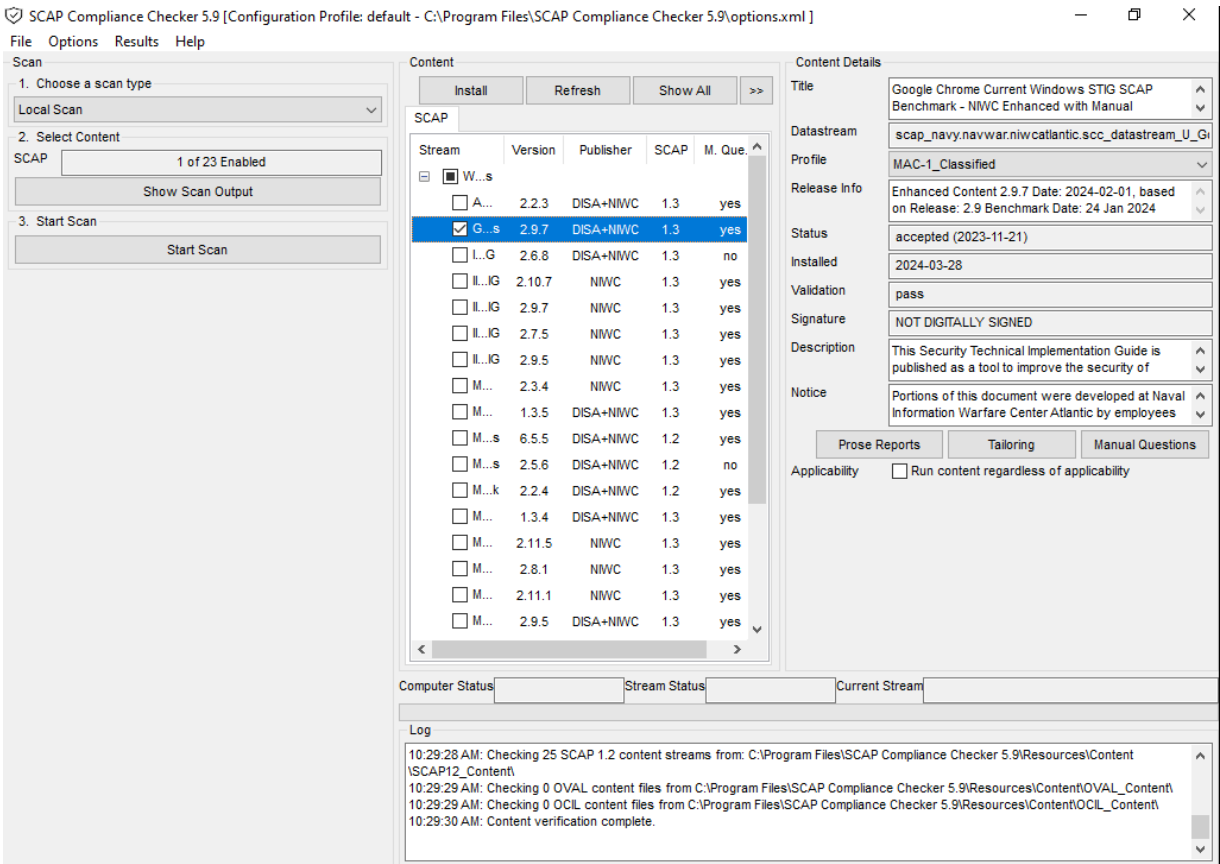 SCAP Compliance Checker 5.9 [Configuration Profile: default - C:\Program Files\SCAP Compliance Checker 5.9\options.xml ]
File Options Results Help
Scan
1. Choose a scan type
Local Scan
2. Select Content
SCAP 1 of 23 Enabled
Show Scan Output
3. Start Scan
Start Scan
Content
Install Refresh Show All >>
SCAP
Stream Version Publisher SCAP M. Que.
W...s
A... 2.2.3 DISA+NIWC 1.3 yes
G...s 2.9.7 DISA+NIWC 1.3 yes
I...G 2.6.8 DISA+NIWC 1.3 no
II...IG 2.10.7 NIWC 1.3 yes
II...IG 2.9.7 NIWC 1.3 yes
II...IG 2.7.5 NIWC 1.3 yes
II...IG 2.9.5 NIWC 1.3 yes
M... 2.3.4 NIWC 1.3 yes
M... 1.3.5 DISA+NIWC 1.3 yes
M...s 6.5.5 DISA+NIWC 1.2 yes
M...s 2.5.6 DISA+NIWC 1.2 no
M...k 2.2.4 DISA+NIWC 1.2 yes
M... 1.3.4 DISA+NIWC 1.3 yes
M... 2.11.5 NIWC 1.3 yes
M... 2.8.1 NIWC 1.3 yes
M... 2.11.1 NIWC 1.3 yes
M... 2.9.5 DISA+NIWC 1.3 yes
Content Details
Title Google Chrome Current Windows STIG SCAP
Benchmark - NIWC Enhanced with Manual
Datastream scap_navy.navwar.niwcatlantic.scc_datastream_U_G
Profile MAC-1_Classified
Release Info Enhanced Content 2.9.7 Date: 2024-02-01, based
on Release: 2.9 Benchmark Date: 24 Jan 2024
Status accepted (2023-11-21)
Installed 2024-03-28
Validation pass
Signature NOT DIGITALLY SIGNED
Description This Security Technical Implementation Guide is
published as a tool to improve the security of
Notice Portions of this document were developed at Naval
Information Warfare Center Atlantic by employees
Prose Reports Tailoring Manual Questions
Applicability Run content regardless of applicability
Computer Status Stream Status Current Stream
Log
10:29:28 AM: Checking 25 SCAP 1.2 content streams from: C:\Program Files\SCAP Compliance Checker 5.9\Resources\Content
\SCAP12_Content\
10:29:29 AM: Checking 0 OVAL content files from C:\Program Files\SCAP Compliance Checker 5.9\Resources\Content\OVAL_Content\
10:29:29 AM: Checking 0 OCIL content files from C:\Program Files\SCAP Compliance Checker 5.9\Resources\Content\OCIL_Content\
10:29:30 AM: Content verification complete.